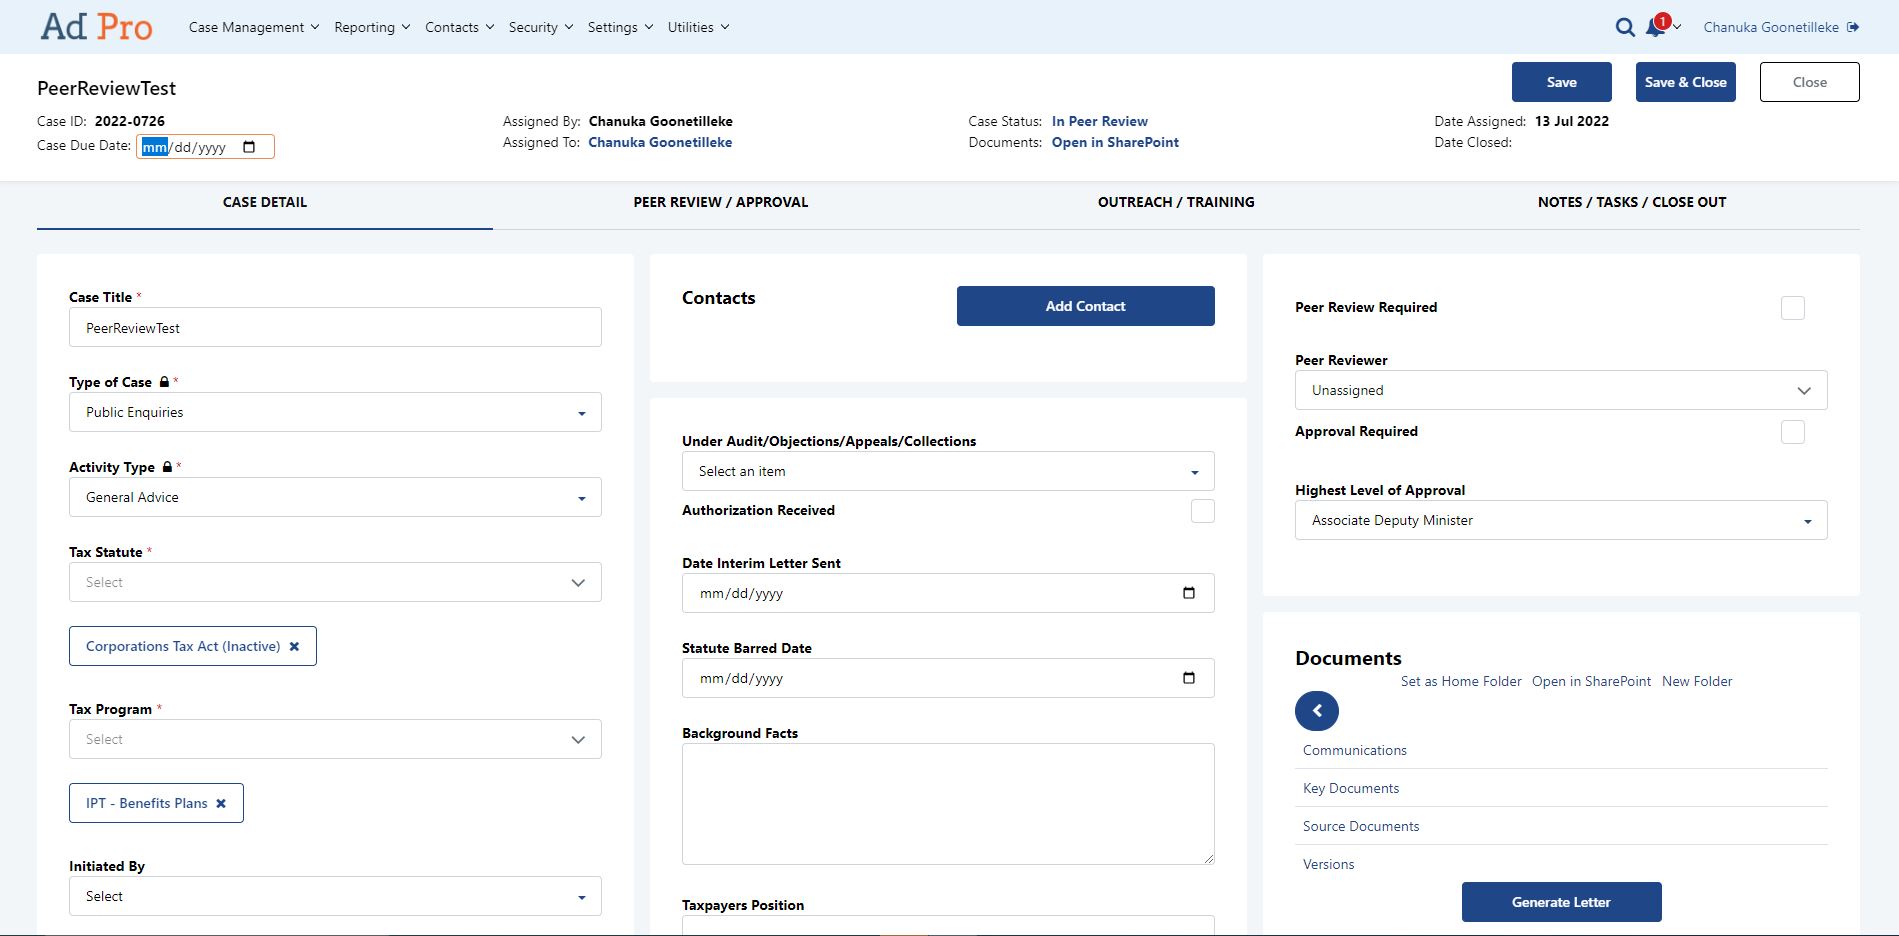 Ad Pro
Case Management Reporting Contacts Security Settings Utilities
1
Chanuka Goonetilleke
PeerReviewTest
Save
Save & Close
Close
Case ID: 2022-0726
Case Due Date: mm/dd/yyyy
Assigned By: Chanuka Goonetilleke
Assigned To: Chanuka Goonetilleke
Case Status: In Peer Review
Documents: Open in SharePoint
Date Assigned: 13 Jul 2022
Date Closed:
CASE DETAIL
PEER REVIEW / APPROVAL
OUTREACH / TRAINING
NOTES / TASKS / CLOSE OUT
Case Title *
PeerReviewTest
Type of Case *
Public Enquiries
Activity Type *
General Advice
Tax Statute *
Select
Corporations Tax Act (Inactive)
Tax Program *
Select
IPT - Benefits Plans
Initiated By
Select
Contacts
Add Contact
Under Audit/Objections/Appeals/Collections
Select an item
Authorization Received
Date Interim Letter Sent
mm/dd/yyyy
Statute Barred Date
mm/dd/yyyy
Background Facts
Taxpayers Position
Peer Review Required
Peer Reviewer
Unassigned
Approval Required
Highest Level of Approval
Associate Deputy Minister
Documents
Set as Home Folder Open in SharePoint New Folder
Communications
Key Documents
Source Documents
Versions
Generate Letter